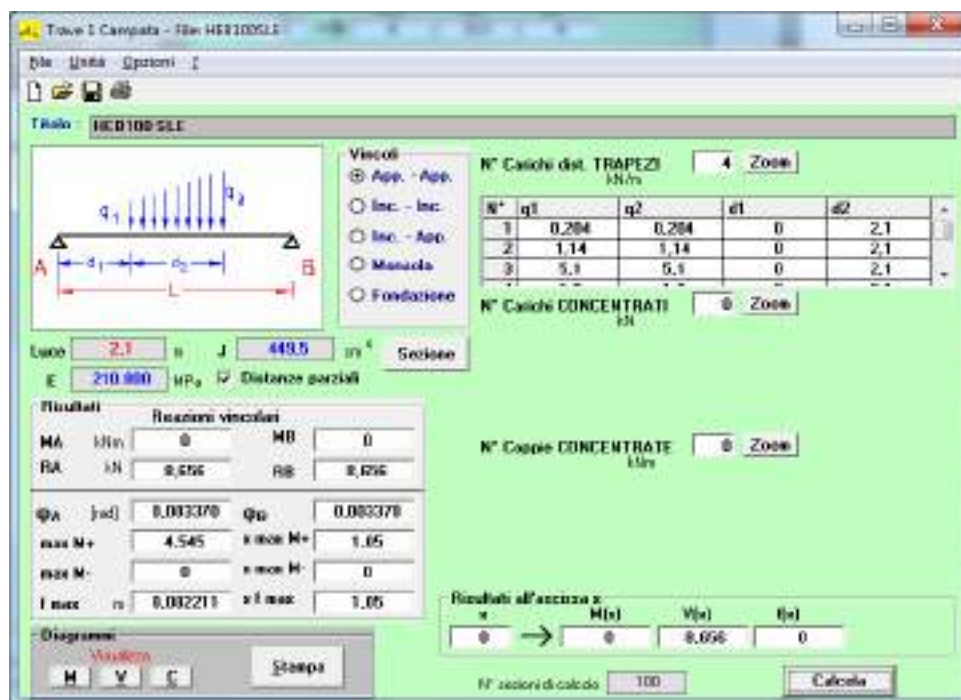 Trave 1 Campata - File: HEB100SLE
File Unità Opzioni ?
Titolo : HEB100 SLE
q1 q2
A d1 d2 B
L
Vincoli
App. - App.
Inc. - Inc.
Inc. - App.
Mensola
Fondazione
N° Carichi dist. TRAPEZI 4 Zoom
kN/m
N° q1 q2 d1 d2
1 0,204 0,204 0 2,1
2 1,14 1,14 0 2,1
3 5,1 5,1 0 2,1
N° Carichi CONCENTRATI 0 Zoom
kN
Luce 2,1 m J 449,5 cm^4 Sezione
E 210.000 MPa Distanze parziali
Risultati
Reazioni vincolari
MA kNm 0 MB 0
RA kN 8,656 RB 8,656
N° Coppie CONCENTRATE 0 Zoom
kNm
φA [rad] 0,003370 φB 0,003370
max M+ 4,545 x max M+ 1,05
max M- 0 x max M- 0
f max m 0,002211 x f max 1,05
Risultati all'ascissa x
x M(x) V(x) f(x)
0 0 8,656 0
Diagrammi
Visualizza
M V C Stampa
N° sezioni di calcolo 100 Calcola